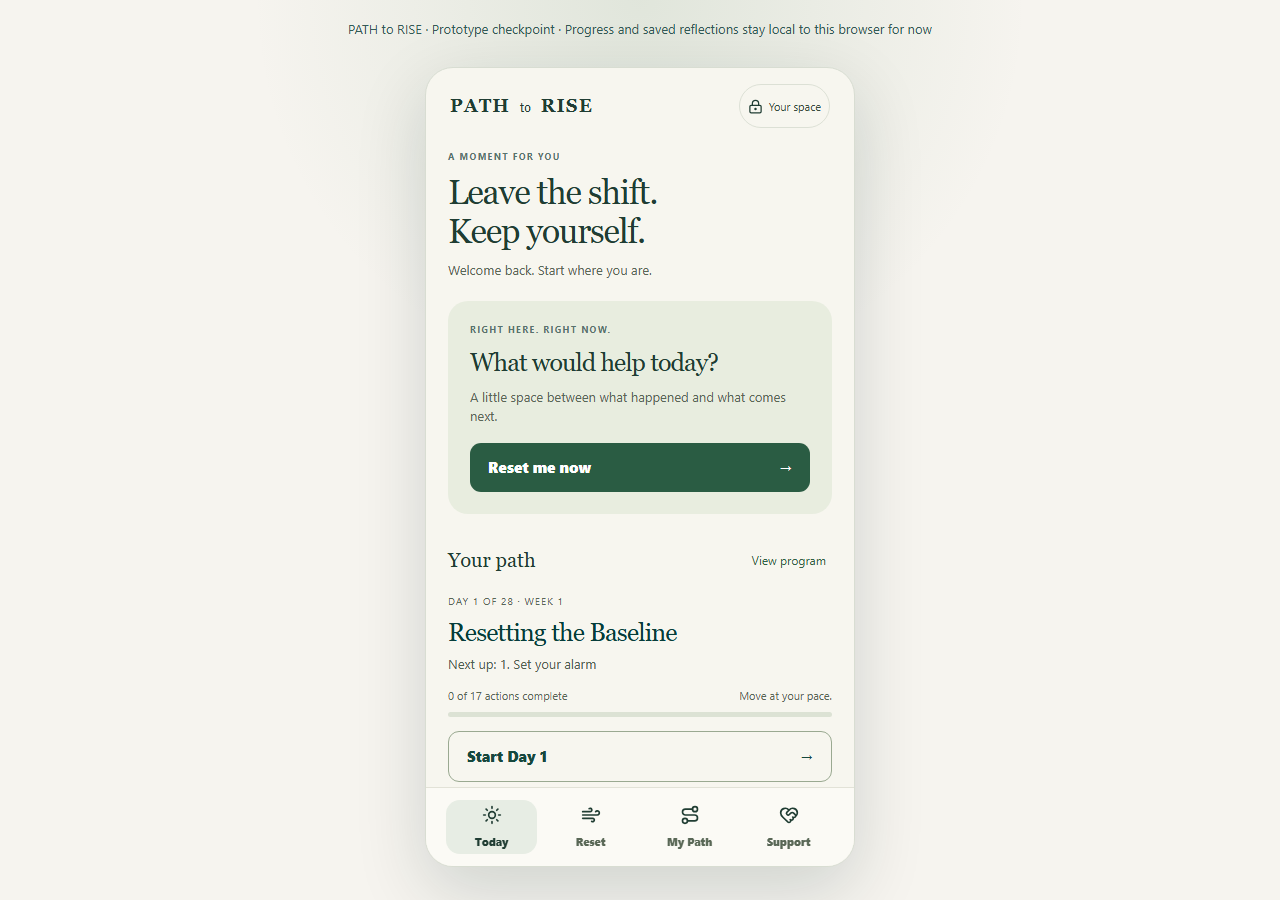 PATH to RISE · Prototype checkpoint · Progress and saved reflections stay local to this browser for now
PATH to RISE
Your space
A MOMENT FOR YOU
Leave the shift.
Keep yourself.
Welcome back. Start where you are.
RIGHT HERE. RIGHT NOW.
What would help today?
A little space between what happened and what comes
next.
Reset me now →
Your path
View program
DAY 1 OF 28 · WEEK 1
Resetting the Baseline
Next up: 1. Set your alarm
0 of 17 actions complete
Move at your pace.
Start Day 1 →
Today
Reset
My Path
Support